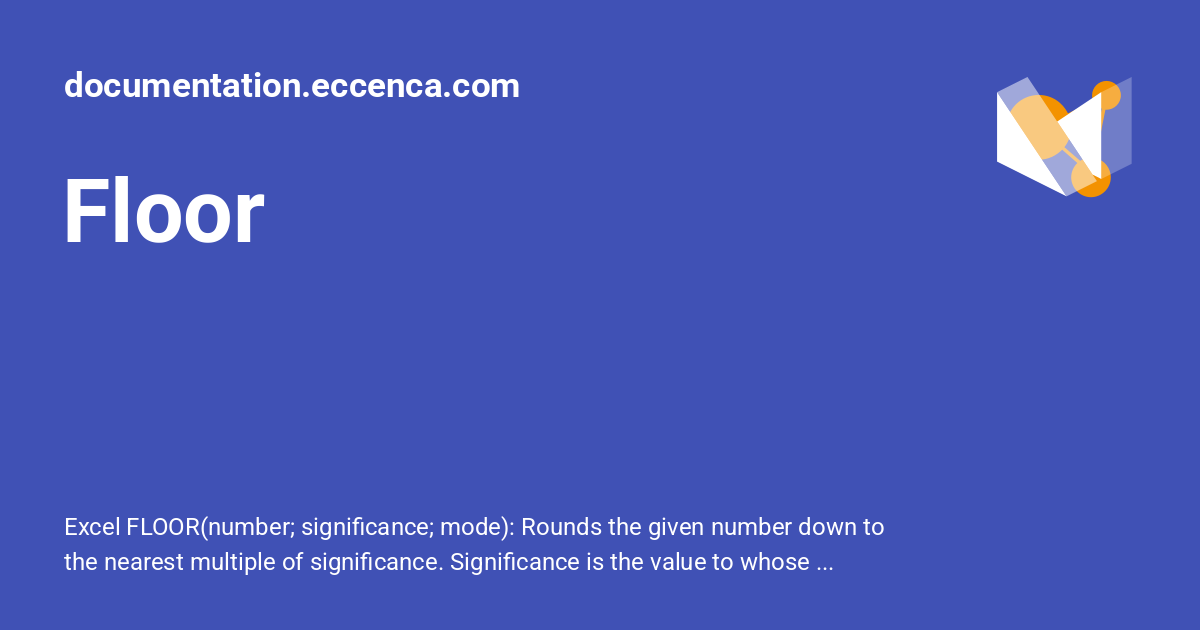 documentation.eccenca.com
Floor
Excel FLOOR(number; significance; mode): Rounds the given number down to
the nearest multiple of significance. Significance is the value to whose ...